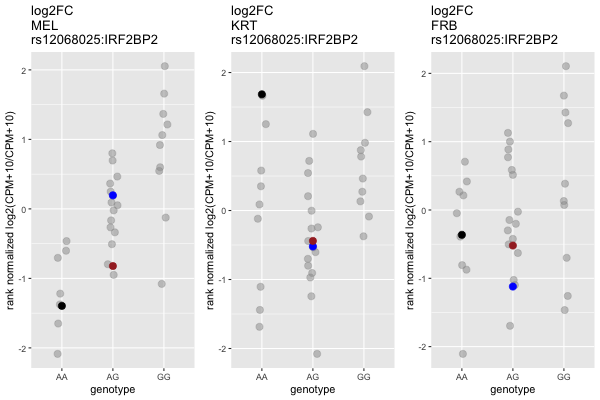 log2FC
MEL
rs12068025:IRF2BP2
rank normalized log2(CPM+10/CPM+10)
2
1
0
-1
-2
AA
AG
GG
genotype
log2FC
KRT
rs12068025:IRF2BP2
rank normalized log2(CPM+10/CPM+10)
2
1
0
-1
-2
AA
AG
GG
genotype
log2FC
FRB
rs12068025:IRF2BP2
rank normalized log2(CPM+10/CPM+10)
2
1
0
-1
-2
AA
AG
GG
genotype